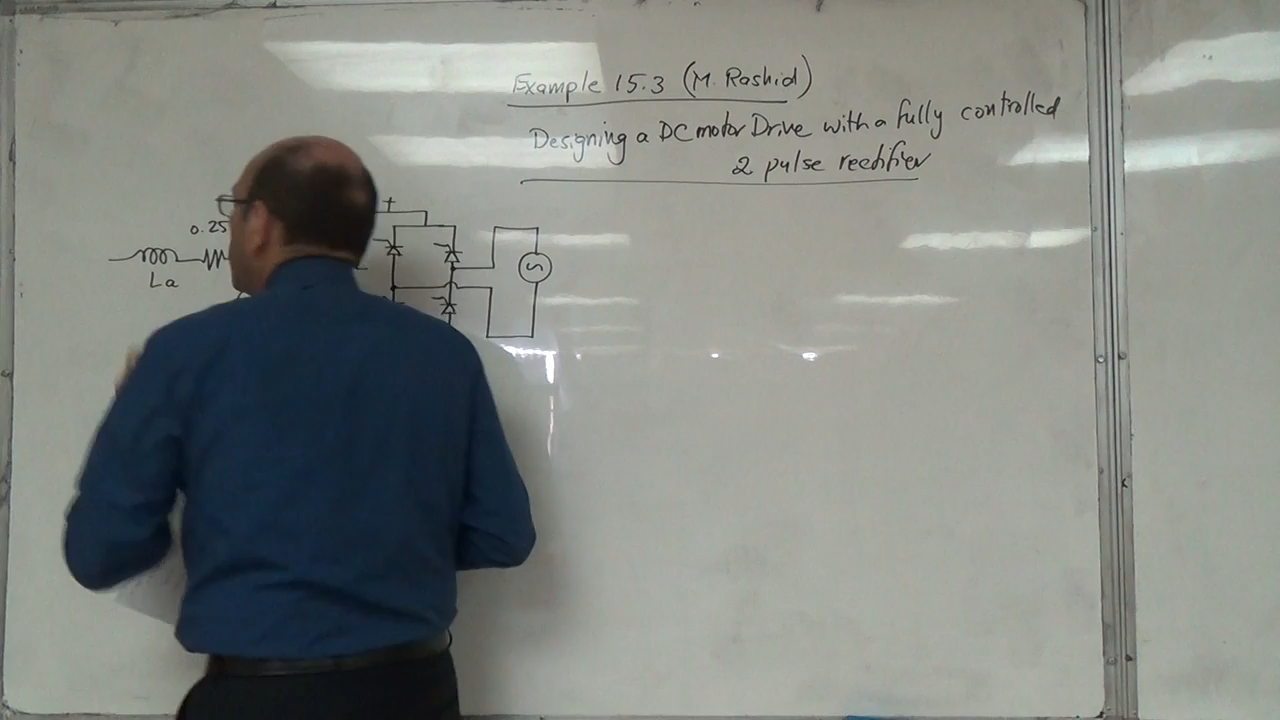 Example 15.3 (M. Rashid)
Designing a DC motor Drive with a fully controlled
2 pulse rectifier
+
0.25
La